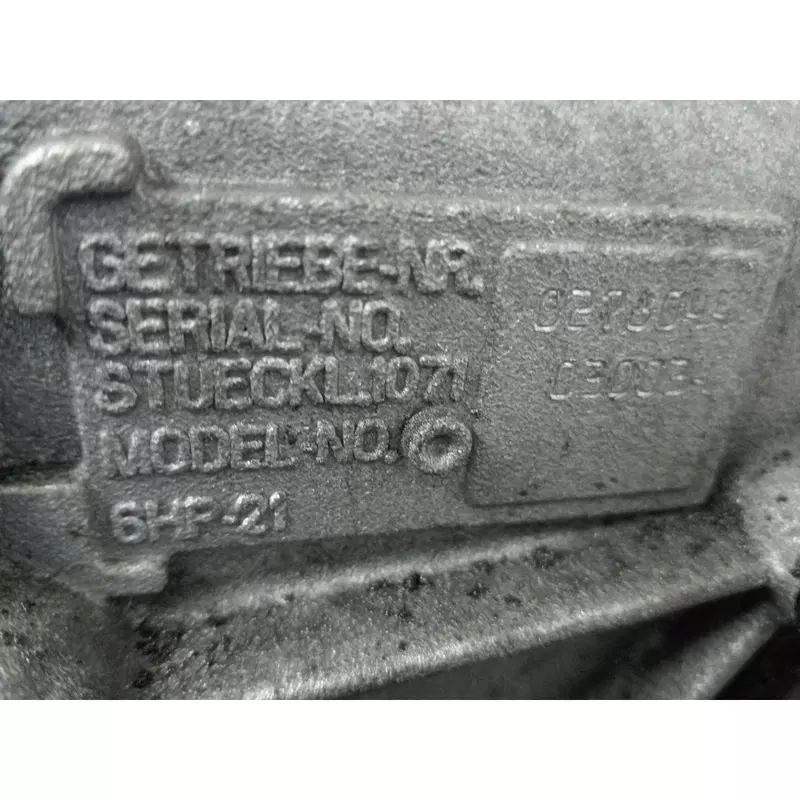 GETRIEBE-NR.
SERIAL-NO.
STUECKL.1071
MODEL-NO.
6HP-21